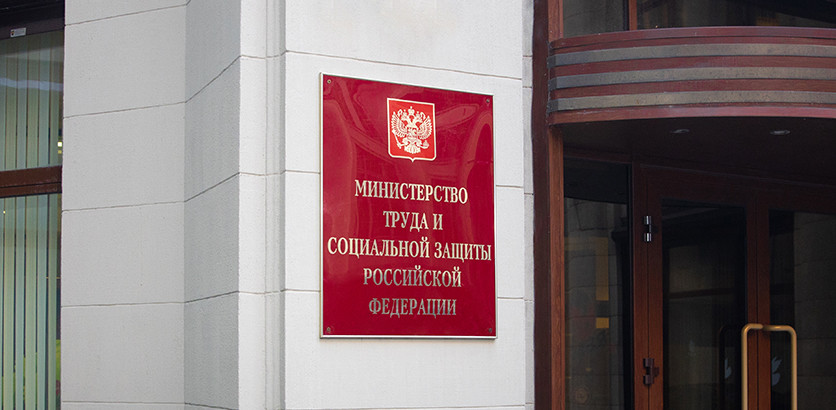 МИНИСТЕРСТВО
ТРУДА И
СОЦИАЛЬНОЙ ЗАЩИТЫ
РОССИЙСКОЙ
ФЕДЕРАЦИИ